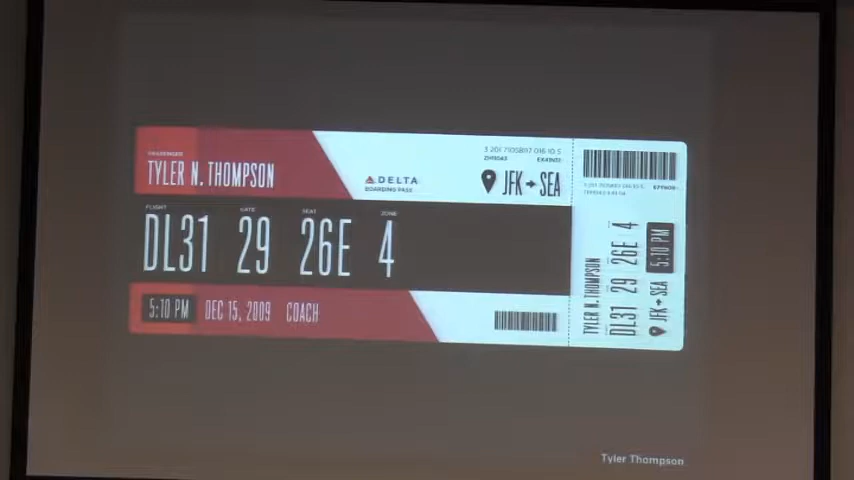 PASSENGER
TYLER N. THOMPSON
DELTA
BOARDING PASS
JFK SEA
FLIGHT
GATE
SEAT
ZONE
DL31 29 26E 4
5:10 PM DEC 15, 2009 COACH
TYLER N. THOMPSON
DL31 29 26E 4
JFK SEA 5:10 PM
Tyler Thompson